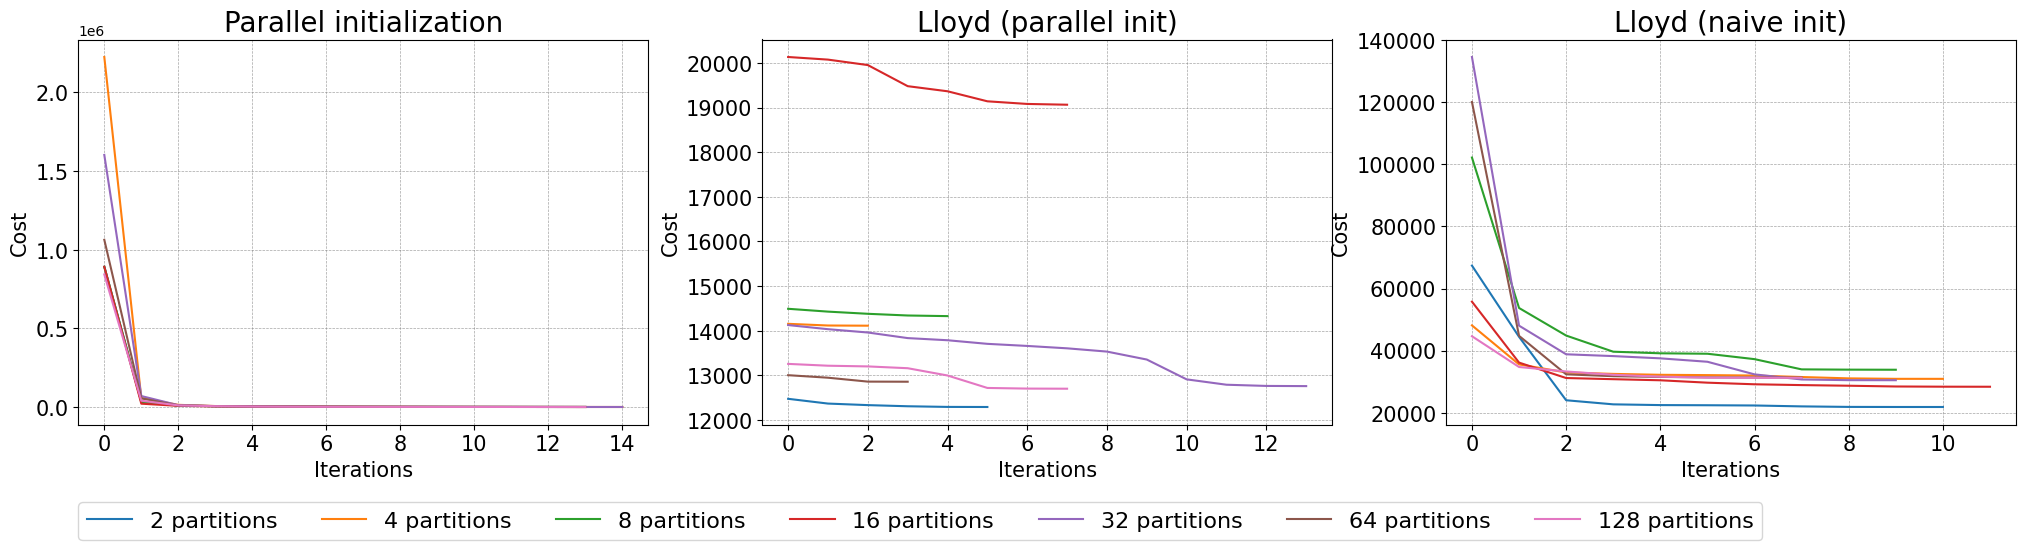 Parallel initialization
1e6
2.0
1.5
1.0
0.5
0.0
Cost
0 2 4 6 8 10 12 14
Iterations
Lloyd (parallel init)
20000
19000
18000
17000
16000
15000
14000
13000
12000
Cost
0 2 4 6 8 10 12
Iterations
Lloyd (naive init)
140000
120000
100000
80000
60000
40000
20000
Cost
0 2 4 6 8 10
Iterations
2 partitions 4 partitions 8 partitions 16 partitions 32 partitions 64 partitions 128 partitions